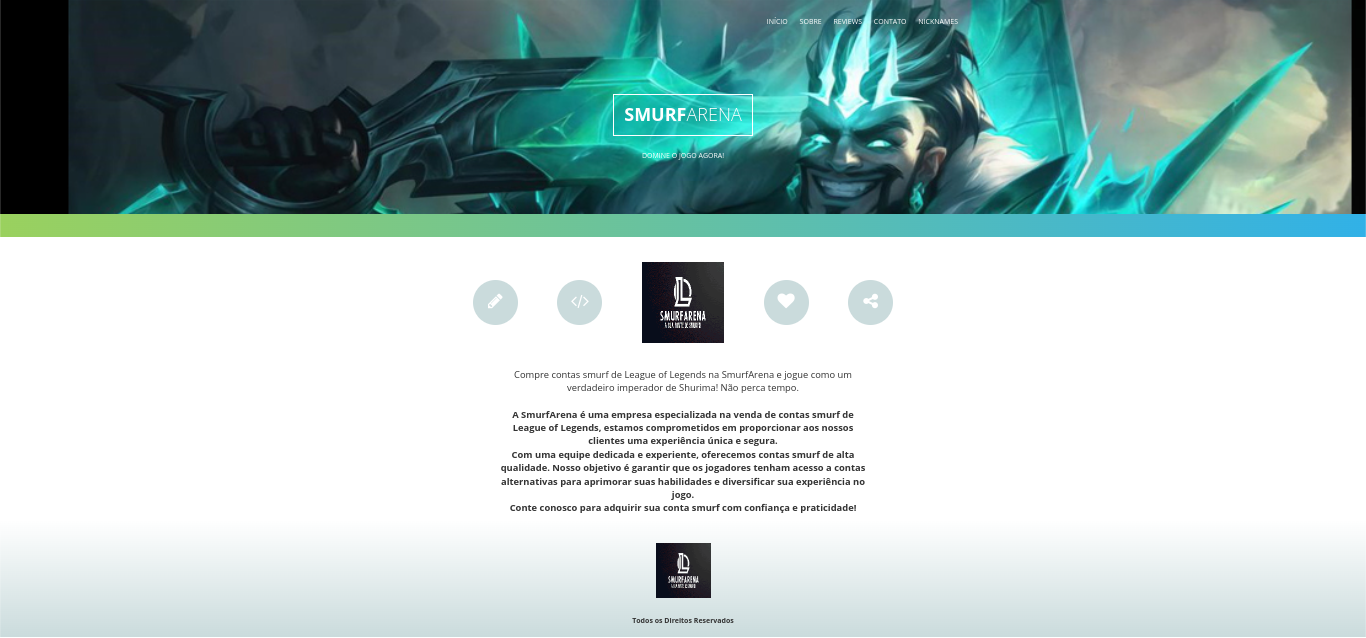 INÍCIO SOBRE REVIEWS CONTATO NICKNAMES
SMURFARENA
DOMINE O JOGO AGORA!
SMURFARENA
Compre contas smurf de League of Legends na SmurfArena e jogue como um
verdadeiro imperador de Shurima! Não perca tempo.
A SmurfArena é uma empresa especializada na venda de contas smurf de
League of Legends, estamos comprometidos em proporcionar aos nossos
clientes uma experiência única e segura.
Com uma equipe dedicada e experiente, oferecemos contas smurf de alta
qualidade. Nosso objetivo é garantir que os jogadores tenham acesso a contas
alternativas para aprimorar suas habilidades e diversificar sua experiência no
jogo.
Conte conosco para adquirir sua conta smurf com confiança e praticidade!
SMURFARENA
Todos os Direitos Reservados